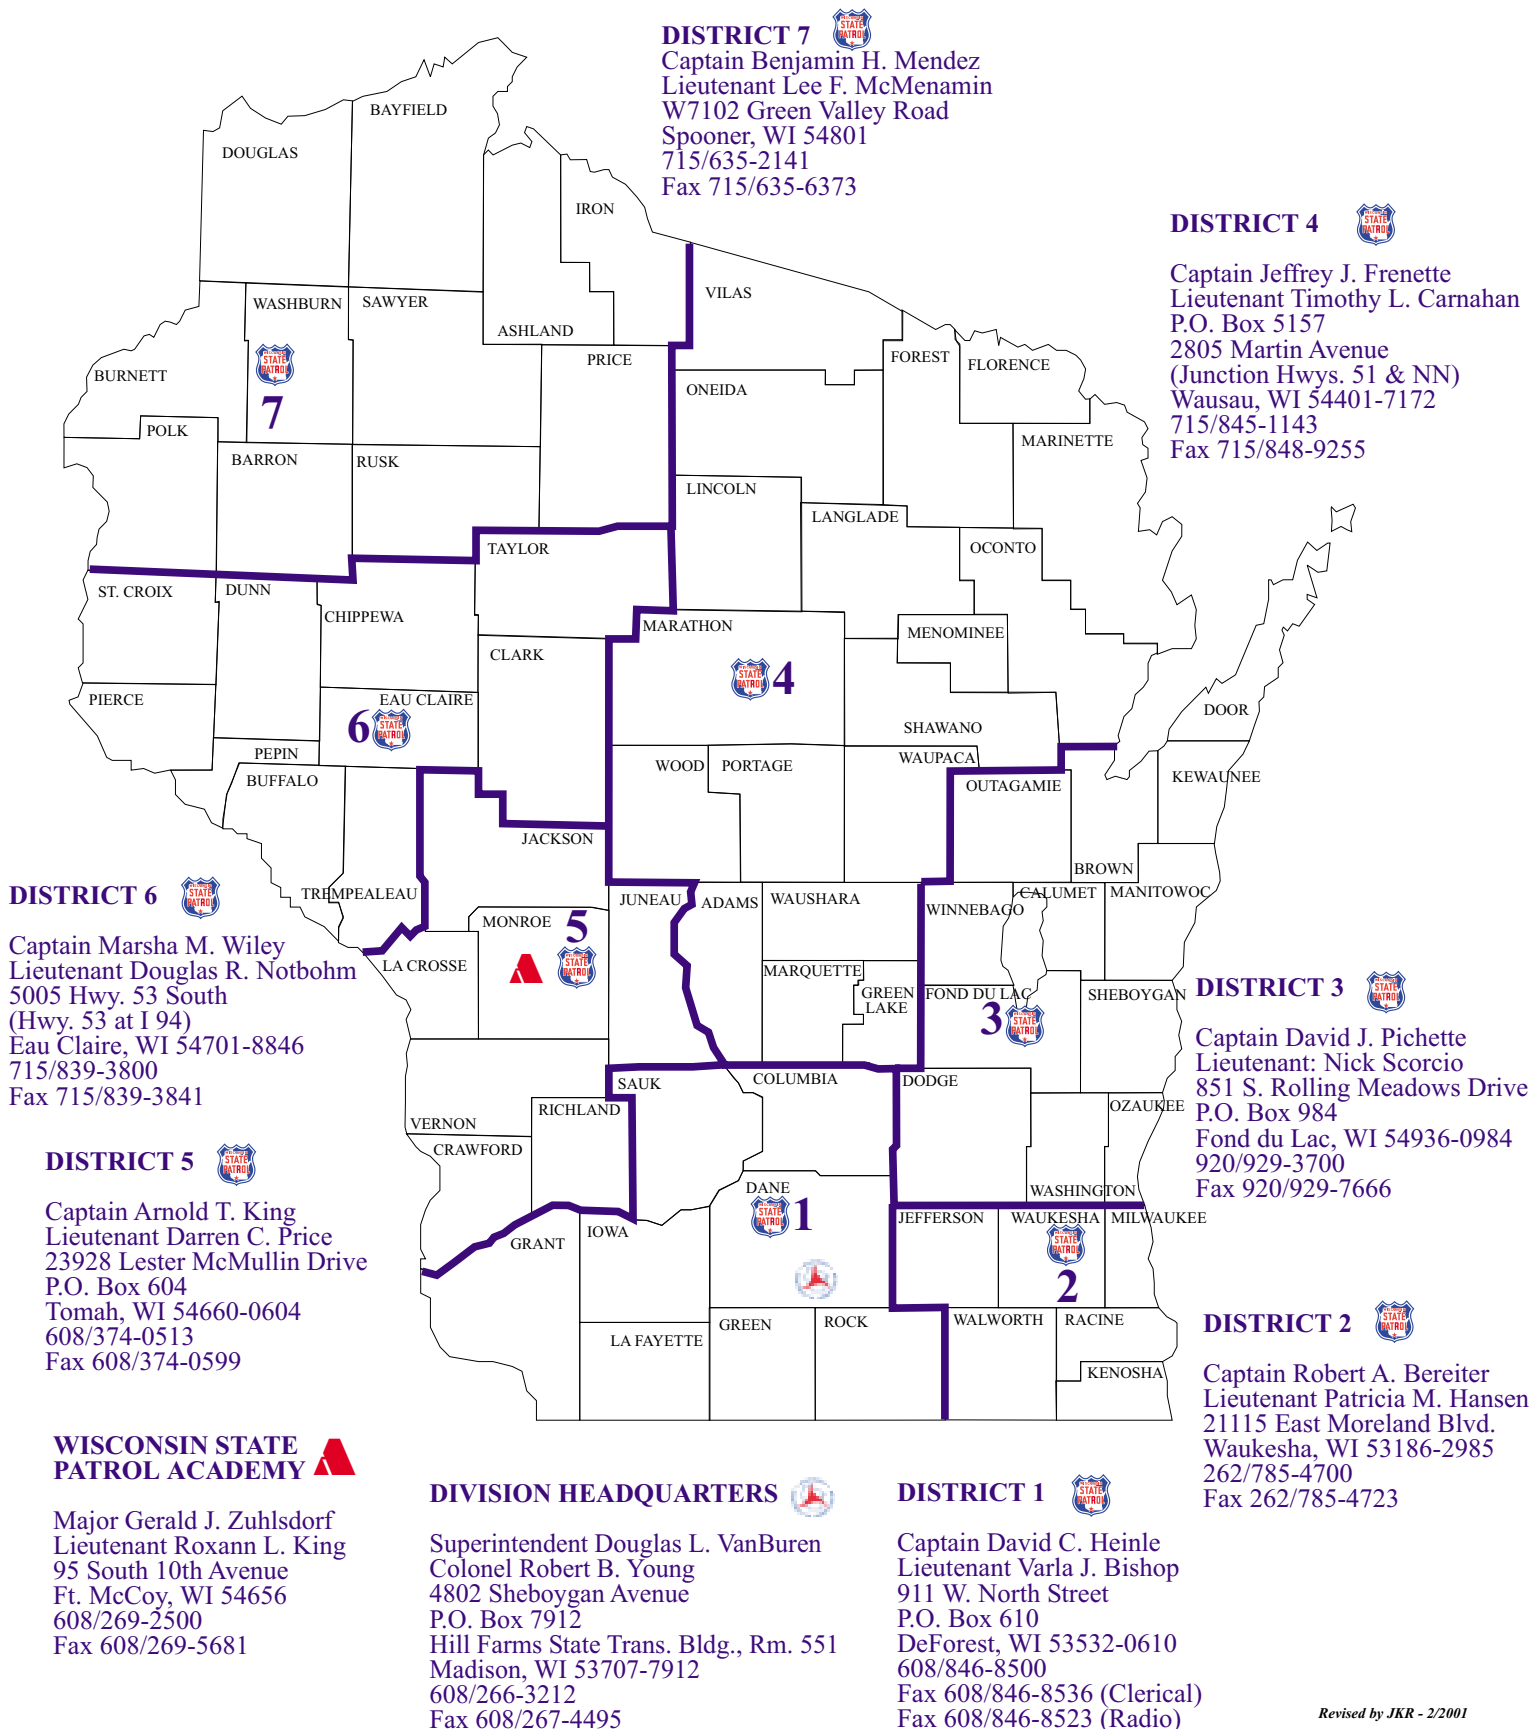 DISTRICT 7
Captain Benjamin H. Mendez
Lieutenant Lee F. McMenamin
W7102 Green Valley Road
Spooner, WI 54801
715/635-2141
Fax 715/635-6373
DISTRICT 4
Captain Jeffrey J. Frenette
Lieutenant Timothy L. Carnahan
P.O. Box 5157
2805 Martin Avenue
(Junction Hwys. 51 & NN)
Wausau, WI 54401-7172
715/845-1143
Fax 715/848-9255
BAYFIELD
DOUGLAS
IRON
VILAS
WASHBURN
SAWYER
ASHLAND
PRICE
FOREST
FLORENCE
BURNETT
STATE
PATROL
7
ONEIDA
POLK
MARINETTE
BARRON
RUSK
LINCOLN
LANGLADE
TAYLOR
OCONTO
ST. CROIX
DUNN
CHIPPEWA
MARATHON
MENOMINEE
CLARK
STATE
PATROL
4
PIERCE
EAU CLAIRE
6
STATE
PATROL
DOOR
SHAWANO
PEPIN
WOOD
PORTAGE
WAUPACA
BUFFALO
OUTAGAMIE
KEWAUNEE
JACKSON
BROWN
TREMPEALEAU
JUNEAU
ADAMS
WAUSHARA
WINNEBAGO
CALUMET
MANITOWOC
MONROE
5
STATE
PATROL
LA CROSSE
MARQUETTE
GREEN
LAKE
FOND DU LAC
3
STATE
PATROL
SHEBOYGAN
SAUK
COLUMBIA
DODGE
VERNON
RICHLAND
OZAUKEE
CRAWFORD
WASHINGTON
DANE
STATE
PATROL
1
GRANT
IOWA
JEFFERSON
WAUKESHA
MILWAUKEE
STATE
PATROL
2
LA FAYETTE
GREEN
ROCK
WALWORTH
RACINE
KENOSHA
DISTRICT 6
Captain Marsha M. Wiley
Lieutenant Douglas R. Notbohm
5005 Hwy. 53 South
(Hwy. 53 at I 94)
Eau Claire, WI 54701-8846
715/839-3800
Fax 715/839-3841
DISTRICT 3
Captain David J. Pichette
Lieutenant: Nick Scorcio
851 S. Rolling Meadows Drive
P.O. Box 984
Fond du Lac, WI 54936-0984
920/929-3700
Fax 920/929-7666
DISTRICT 5
Captain Arnold T. King
Lieutenant Darren C. Price
23928 Lester McMullin Drive
P.O. Box 604
Tomah, WI 54660-0604
608/374-0513
Fax 608/374-0599
DISTRICT 2
Captain Robert A. Bereiter
Lieutenant Patricia M. Hansen
21115 East Moreland Blvd.
Waukesha, WI 53186-2985
262/785-4700
Fax 262/785-4723
WISCONSIN STATE
PATROL ACADEMY
Major Gerald J. Zuhlsdorf
Lieutenant Roxann L. King
95 South 10th Avenue
Ft. McCoy, WI 54656
608/269-2500
Fax 608/269-5681
DIVISION HEADQUARTERS
Superintendent Douglas L. VanBuren
Colonel Robert B. Young
4802 Sheboygan Avenue
P.O. Box 7912
Hill Farms State Trans. Bldg., Rm. 551
Madison, WI 53707-7912
608/266-3212
Fax 608/267-4495
DISTRICT 1
Captain David C. Heinle
Lieutenant Varla J. Bishop
911 W. North Street
P.O. Box 610
DeForest, WI 53532-0610
608/846-8500
Fax 608/846-8536 (Clerical)
Fax 608/846-8523 (Radio)
Revised by JKR - 2/2001